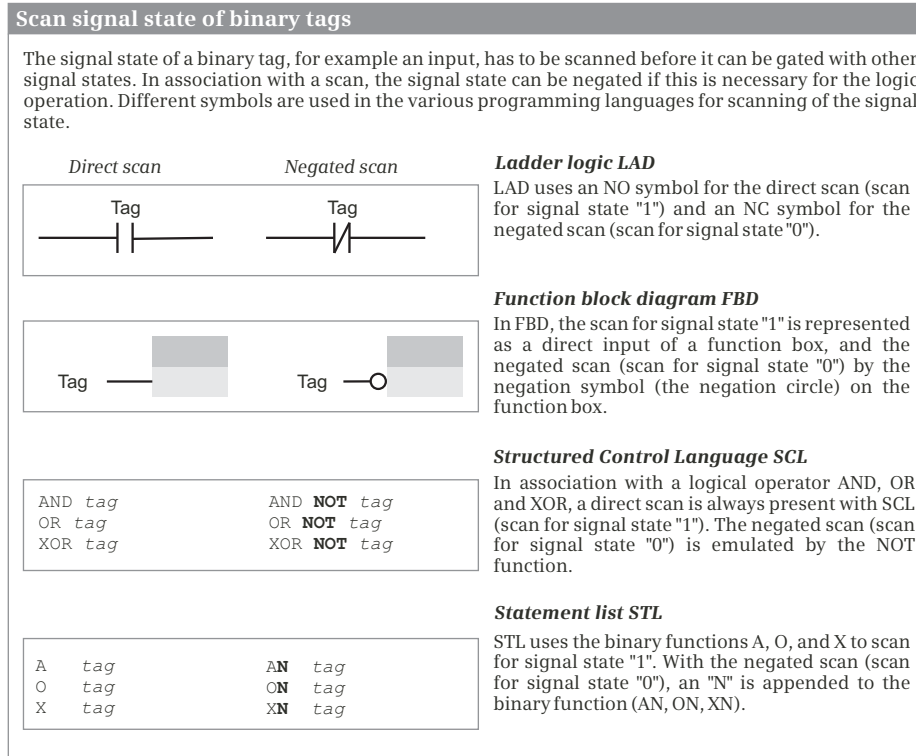 Scan signal state of binary tags
The signal state of a binary tag, for example an input, has to be scanned before it can be gated with other
signal states. In association with a scan, the signal state can be negated if this is necessary for the logic
operation. Different symbols are used in the various programming languages for scanning of the signal
state.
Direct scan
Negated scan
Tag
Tag
Ladder logic LAD
LAD uses an NO symbol for the direct scan (scan
for signal state "1") and an NC symbol for the
negated scan (scan for signal state "0").
Tag
Tag
Function block diagram FBD
In FBD, the scan for signal state "1" is represented
as a direct input of a function box, and the
negated scan (scan for signal state "0") by the
negation symbol (the negation circle) on the
function box.
AND tag
OR tag
XOR tag
AND NOT tag
OR NOT tag
XOR NOT tag
Structured Control Language SCL
In association with a logical operator AND, OR
and XOR, a direct scan is always present with SCL
(scan for signal state "1"). The negated scan (scan
for signal state "0") is emulated by the NOT
function.
A tag
O tag
X tag
AN tag
ON tag
XN tag
Statement list STL
STL uses the binary functions A, O, and X to scan
for signal state "1". With the negated scan (scan
for signal state "0"), an "N" is appended to the
binary function (AN, ON, XN).